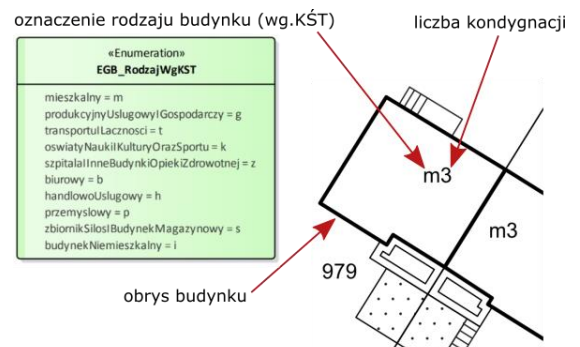 oznaczenie rodzaju budynku (wg.KŚT)
liczba kondygnacji
«Enumeration»
EGB_RodzajWgKST
mieszkalny = m
produkcyjnyUslugowyIGospodarczy = g
transportuILacznosci = t
oswiatyNaukiIKulturyOrazSportu = k
szpitalaIInneBudynkiOpiekiZdrowotnej = z
biurowy = b
handlowoUslugowy = h
przemyslowy = p
zbiornikSilosIBudynekMagazynowy = s
budynekNiemieszkalny = i
m3
m3
979
obrys budynku